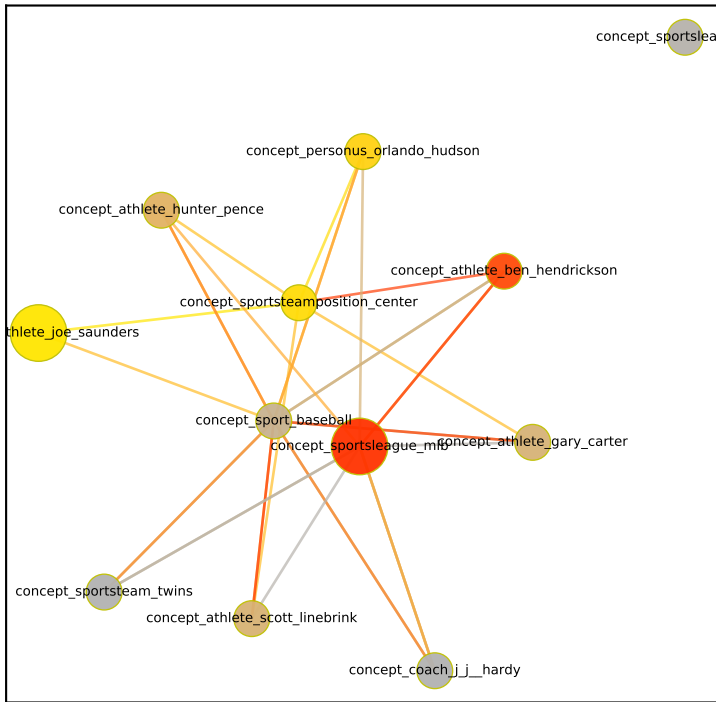 concept_sportslea
concept_personus_orlando_hudson
concept_athlete_hunter_pence
concept_athlete_ben_hendrickson
concept_sportsteamposition_center
thlete_joe_saunders
concept_sport_baseball
concept_athlete_gary_carter
concept_sportsleague_mlb
concept_sportsteam_twins
concept_athlete_scott_linebrink
concept_coach_j_j__hardy